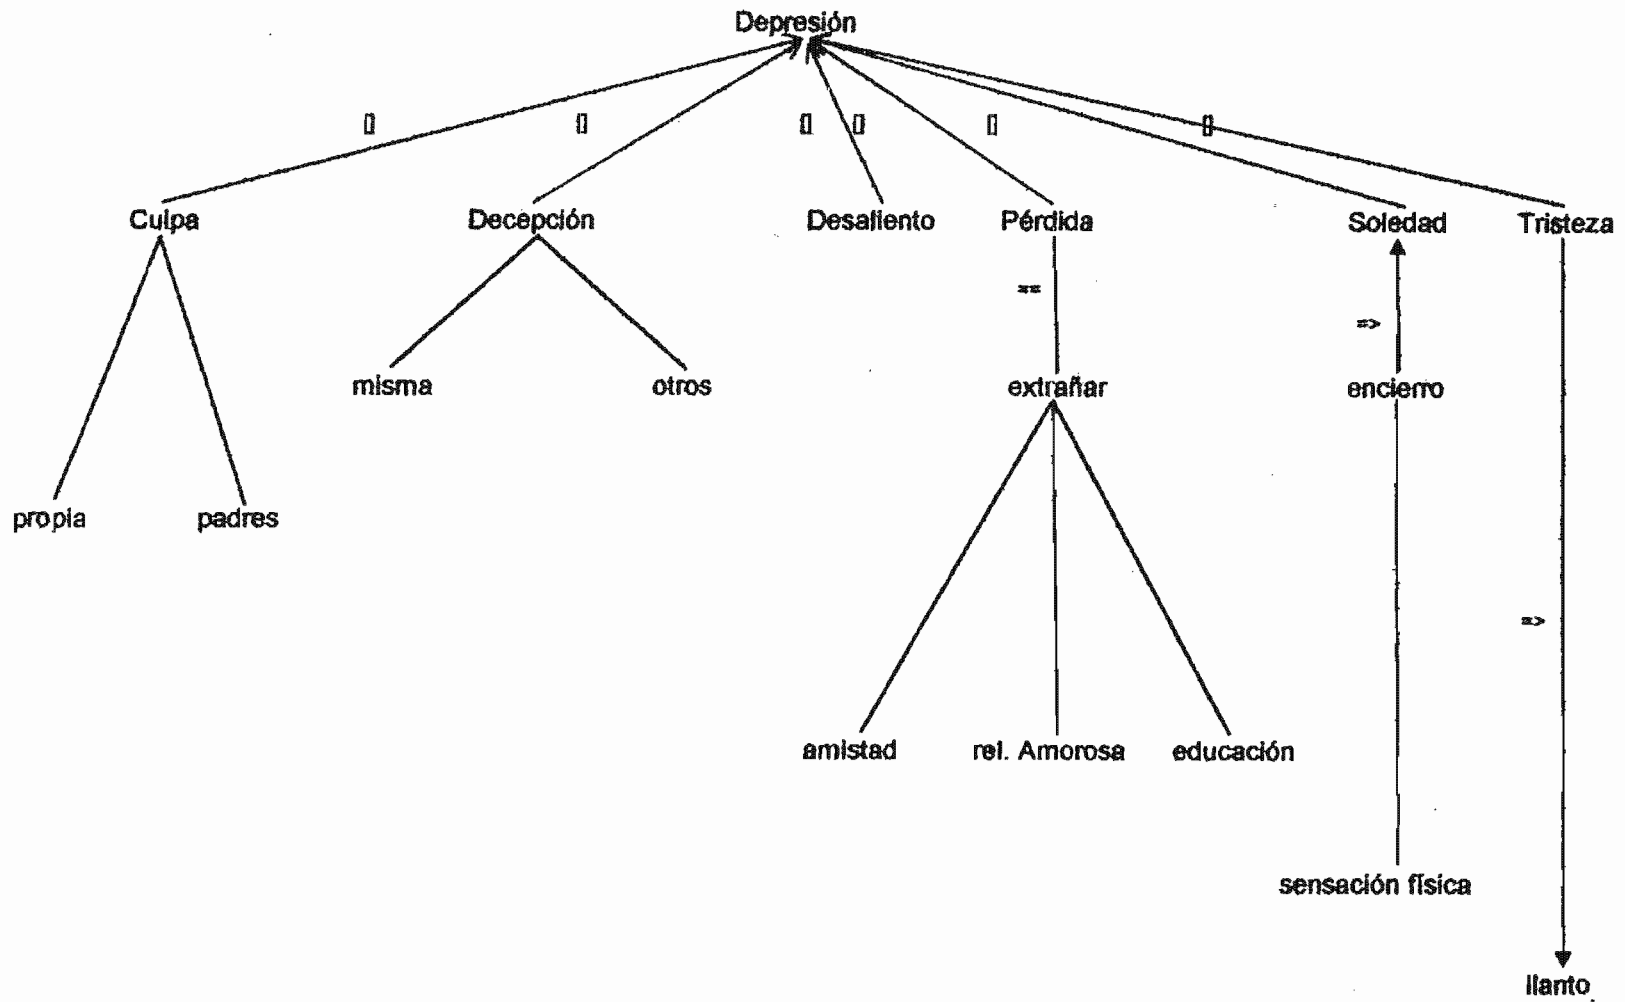 Depresión
[] [] [] [] [] []
Culpa Decepción Desaliento Pérdida Soledad Tristeza
==
=>
misma otros extrañar encierro
propia padres
=>
amistad rel. Amorosa educación
sensación física
llanto